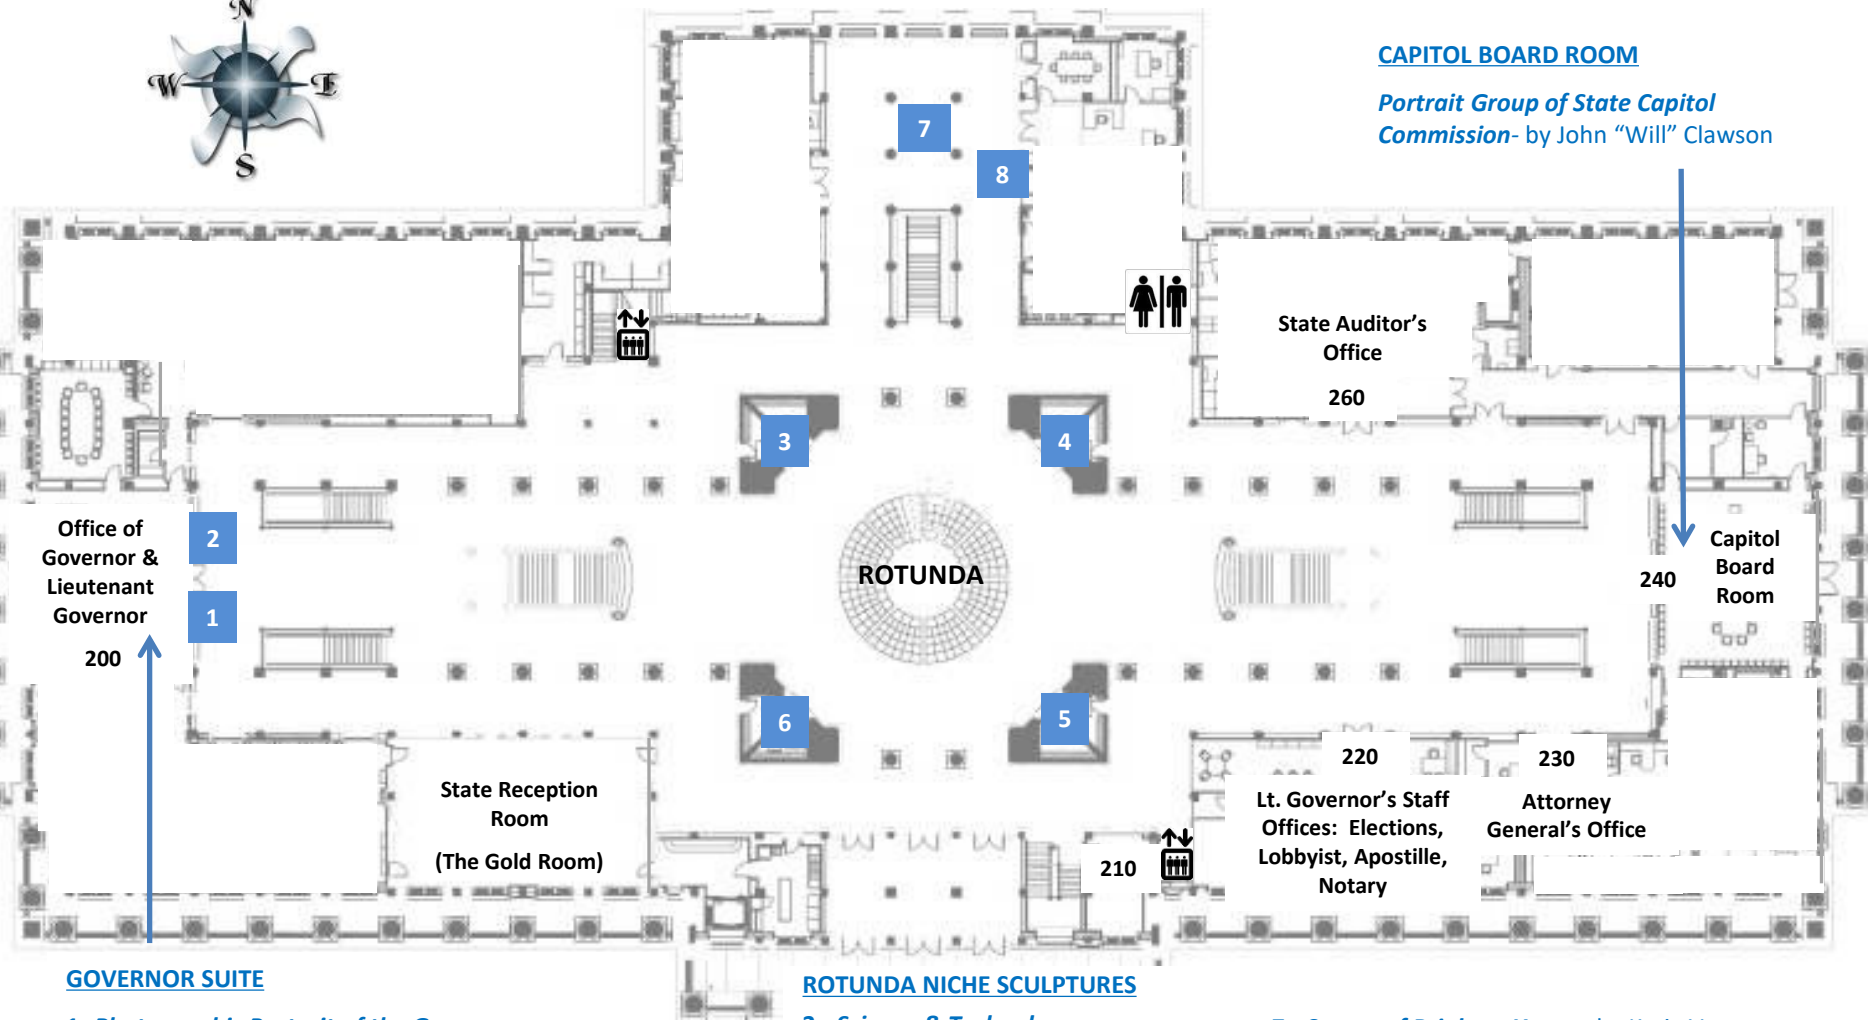 N
W
E
S
CAPITOL BOARD ROOM
Portrait Group of State Capitol
Commission- by John “Will” Clawson
7
8
State Auditor’s
Office
260
3
4
Office of
Governor &
Lieutenant
Governor
200
2
1
ROTUNDA
240
Capitol
Board
Room
6
5
State Reception
Room
(The Gold Room)
210
220
Lt. Governor’s Staff
Offices: Elections,
Lobbyist, Apostille,
Notary
230
Attorney
General’s Office
GOVERNOR SUITE
ROTUNDA NICHE SCULPTURES